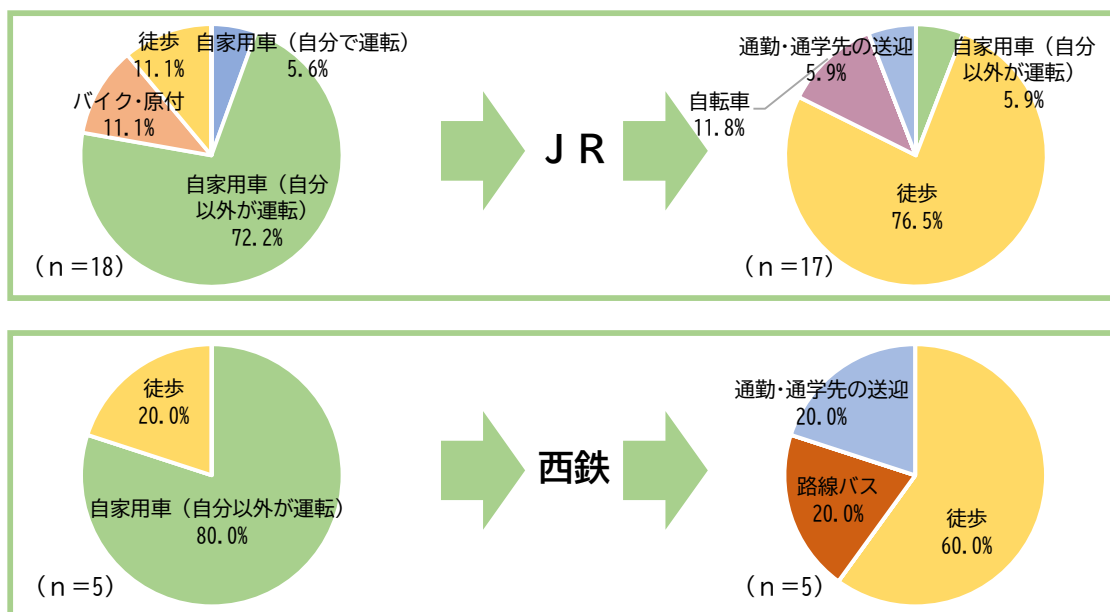 徒歩
11.1%
自家用車（自分で運転）
5.6%
バイク・原付
11.1%
自家用車（自分
以外が運転）
72.2%
（ｎ＝18）
ＪＲ
通勤・通学先の送迎
5.9%
自家用車（自分
以外が運転）
5.9%
自転車
11.8%
徒歩
76.5%
（ｎ＝17）
徒歩
20.0%
自家用車（自分以外が運転）
80.0%
（ｎ＝5）
西鉄
通勤・通学先の送迎
20.0%
路線バス
20.0%
徒歩
60.0%
（ｎ＝5）